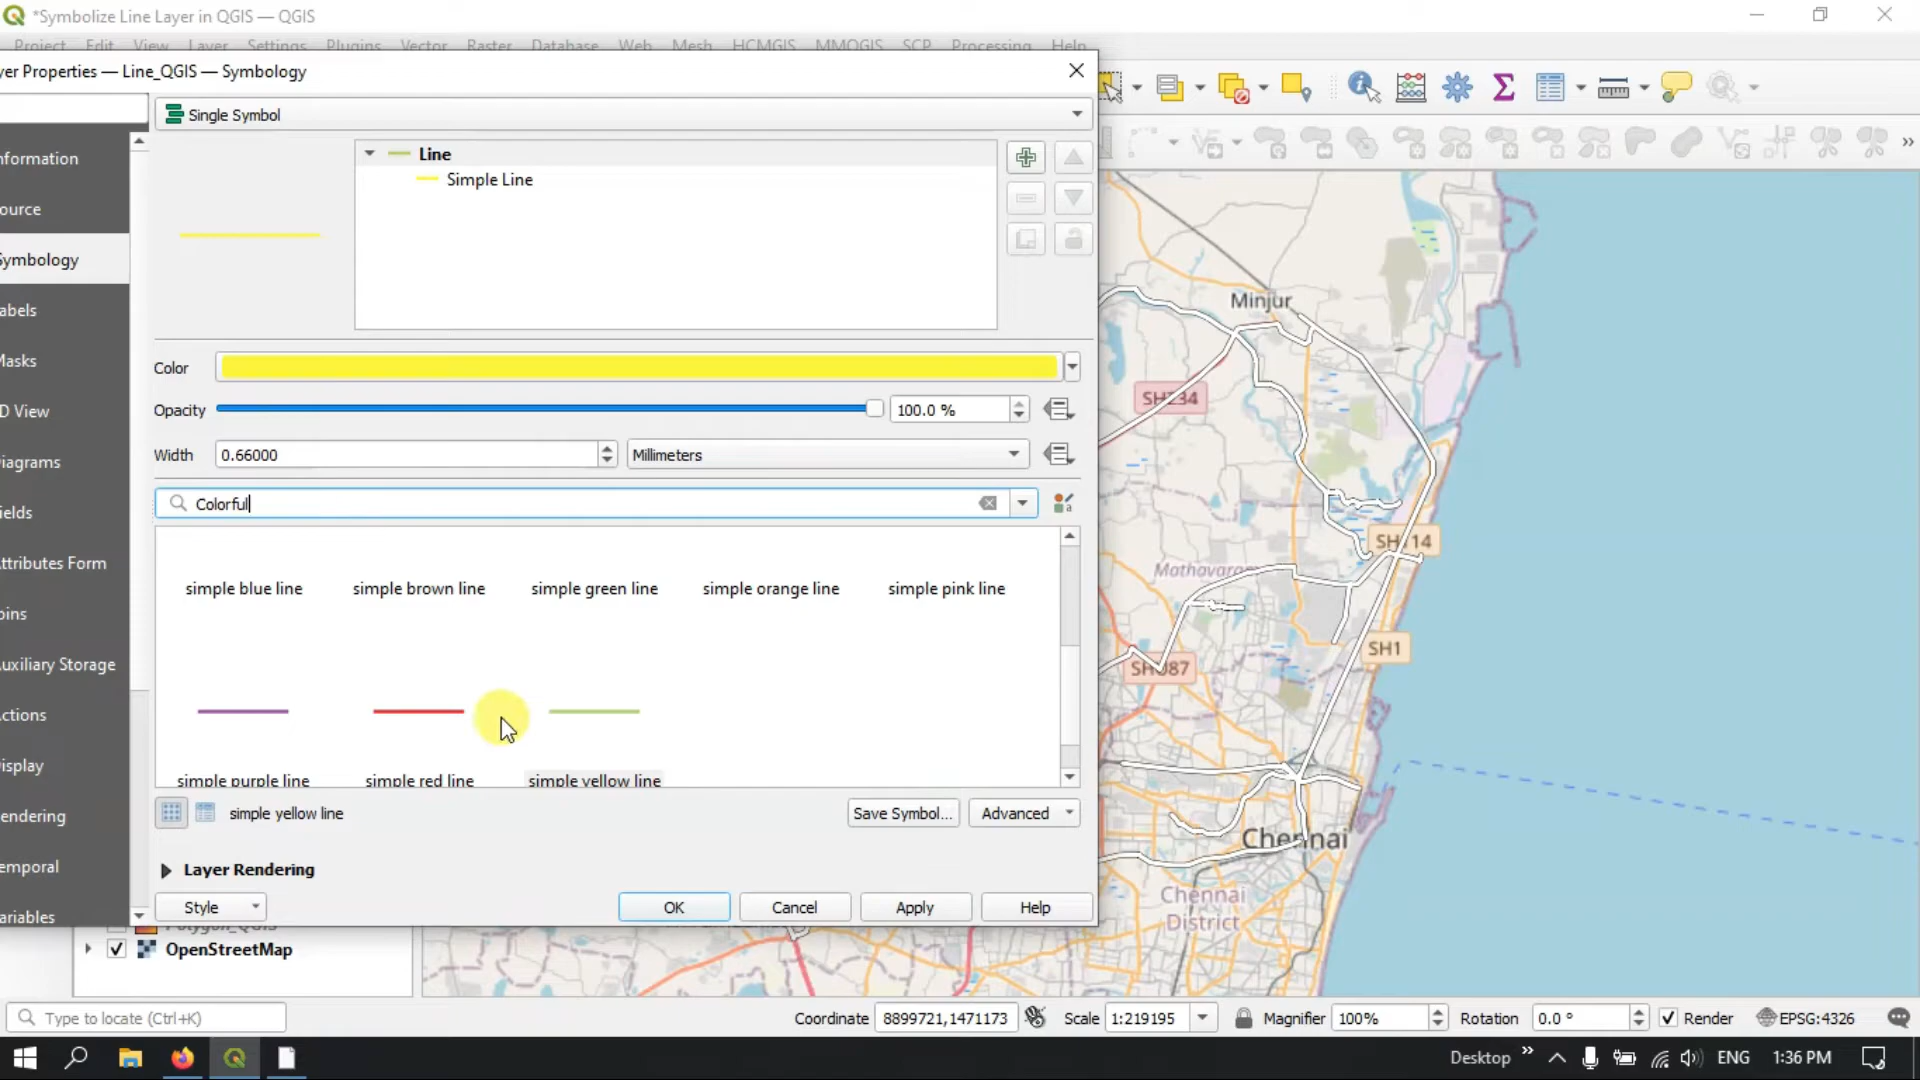 *Symbolize Line Layer in QGIS — QGIS
Project Edit View Layer Settings Plugins Vector Raster Database Web Mesh HCMGIS MMQGIS SCP Processing Help
yer Properties — Line_QGIS — Symbology
Single Symbol
nformation
ource
Symbology
abels
Masks
D View
iagrams
ields
ttributes Form
oins
uxiliary Storage
ctions
isplay
endering
emporal
ariables
Line
Simple Line
Color
Opacity 100.0 %
Width 0.66000 Millimeters
Colorful
simple blue line simple brown line simple green line simple orange line simple pink line
simple purple line simple red line simple yellow line
simple yellow line Save Symbol... Advanced
Layer Rendering
Style OK Cancel Apply Help
Polygon_QGIS
OpenStreetMap
Minjur
SH234
SH114
Mathavaram
SH1
Chennai
Chennai
District
Type to locate (Ctrl+K) Coordinate 8899721,1471173 Scale 1:219195 Magnifier 100% Rotation 0.0 ° Render EPSG:4326
Desktop » ENG 1:36 PM